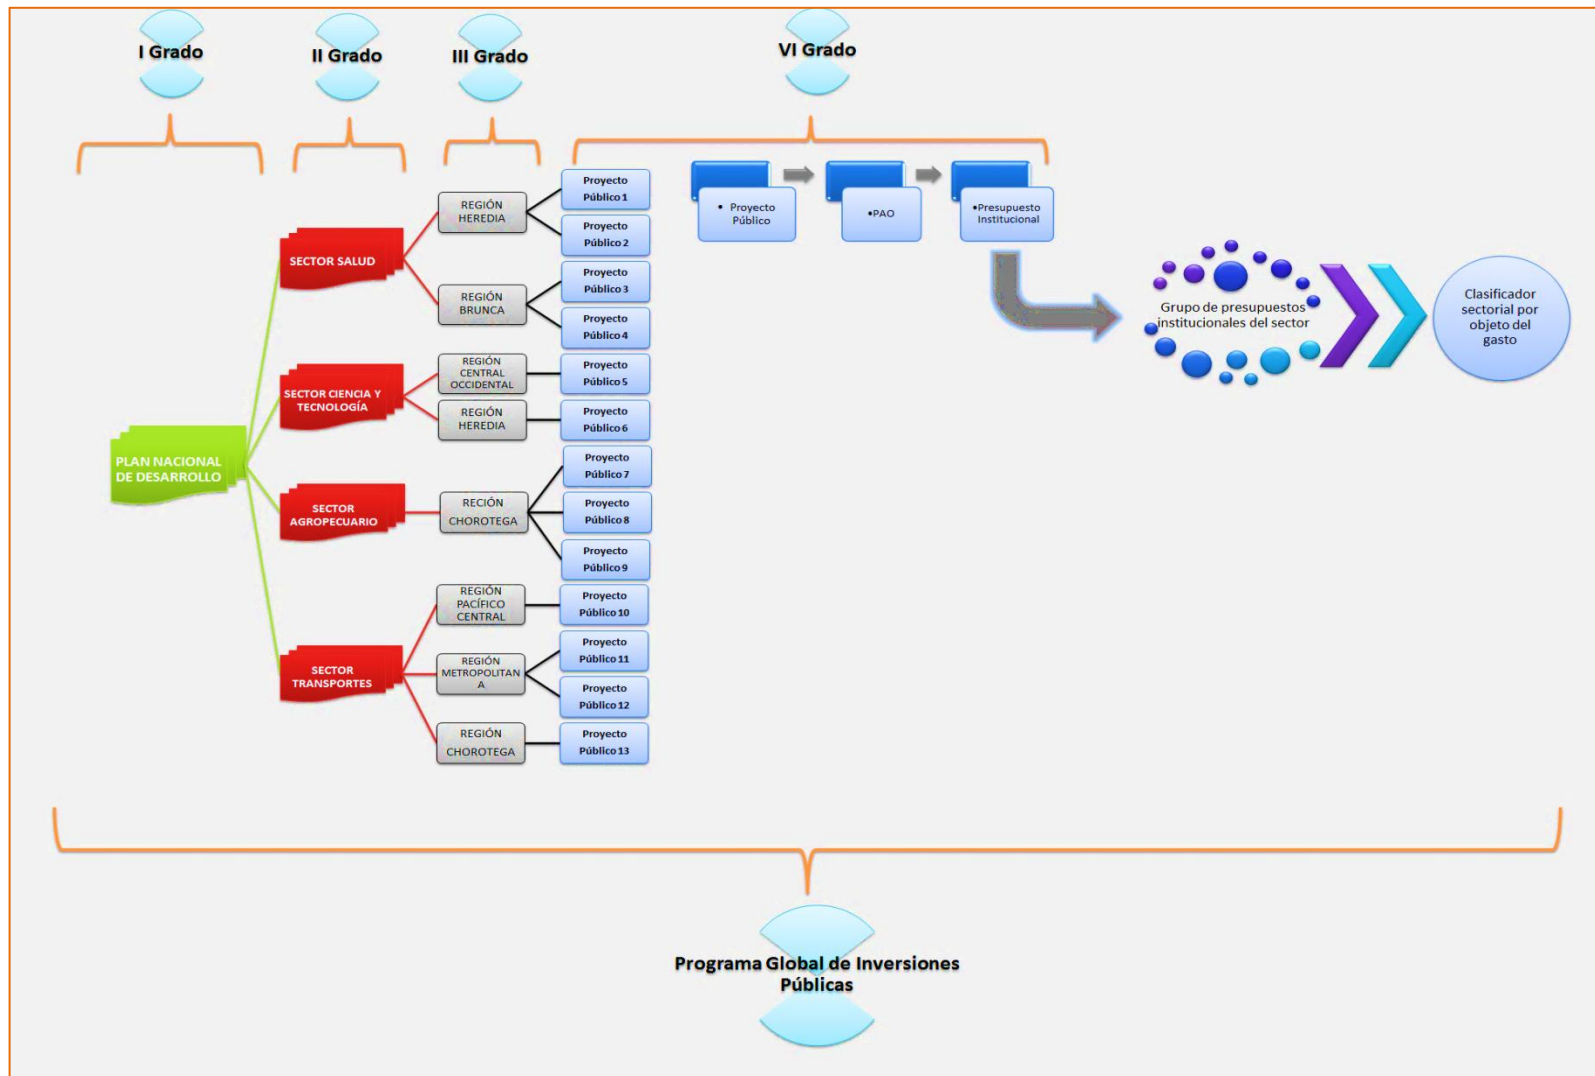 I Grado
II Grado
III Grado
VI Grado
PLAN NACIONAL
DE DESARROLLO
SECTOR SALUD
SECTOR CIENCIA Y
TECNOLOGÍA
SECTOR
AGROPECUARIO
SECTOR
TRANSPORTES
REGIÓN
HEREDIA
REGIÓN
BRUNCA
REGIÓN
CENTRAL
OCCIDENTAL
REGIÓN
HEREDIA
RECIÓN
CHOROTEGA
REGIÓN
PACÍFICO
CENTRAL
REGIÓN
METROPOLITAN
A
REGIÓN
CHOROTEGA
Proyecto
Público 1
Proyecto
Público 2
Proyecto
Público 3
Proyecto
Público 4
Proyecto
Público 5
Proyecto
Público 6
Proyecto
Público 7
Proyecto
Público 8
Proyecto
Público 9
Proyecto
Público 10
Proyecto
Público 11
Proyecto
Público 12
Proyecto
Público 13
• Proyecto
Público
•PAO
•Presupuesto
Institucional
Grupo de presupuestos
institucionales del sector
Clasificador
sectorial por
objeto del
gasto
Programa Global de Inversiones
Públicas